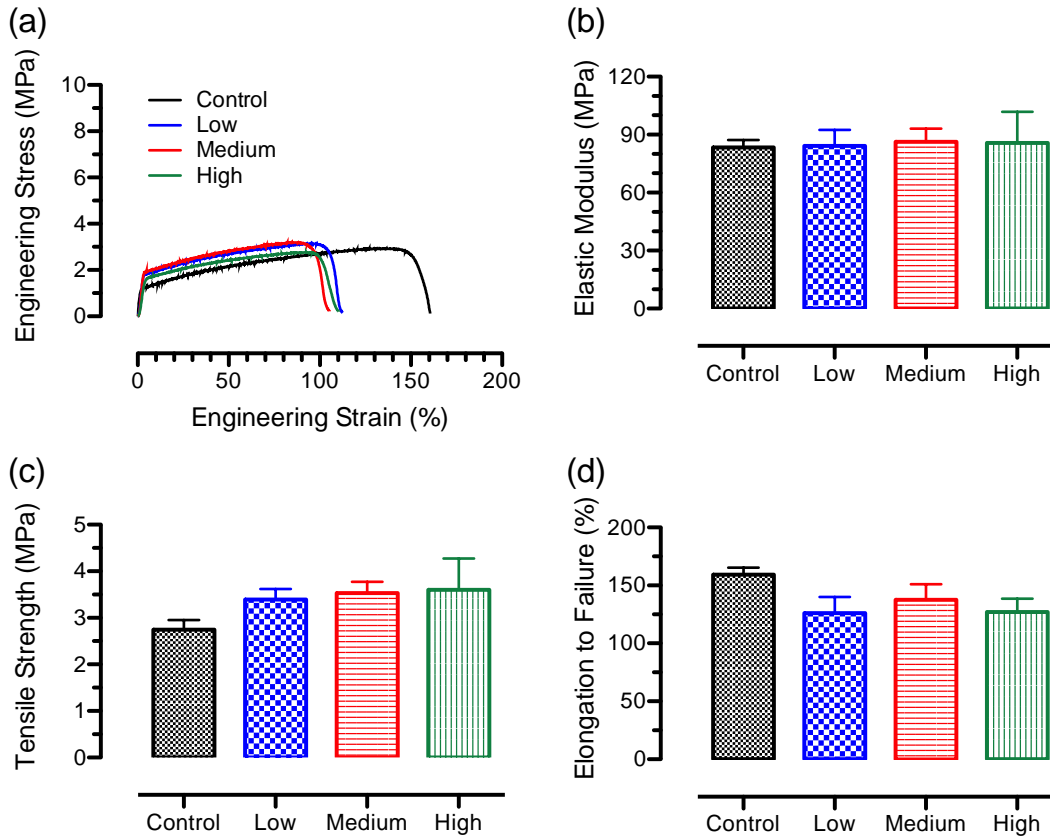 (a)
Engineering Stress (MPa)
10
8
6
4
2
0
Control
Low
Medium
High
0 50 100 150 200
Engineering Strain (%)
(b)
Elastic Modulus (MPa)
120
90
60
30
0
Control Low Medium High
(c)
Tensile Strength (MPa)
5
4
3
2
1
0
Control Low Medium High
(d)
Elongation to Failure (%)
200
150
100
50
0
Control Low Medium High